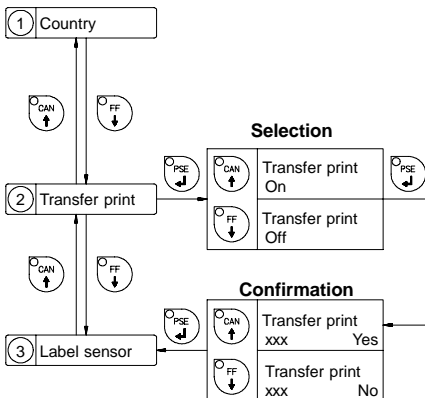 1 Country
CAN FF
Selection
PSE CAN Transfer print On PSE
2 Transfer print
FF Transfer print Off
CAN FF
Confirmation
PSE CAN Transfer print
xxx Yes
3 Label sensor
FF Transfer print
xxx No